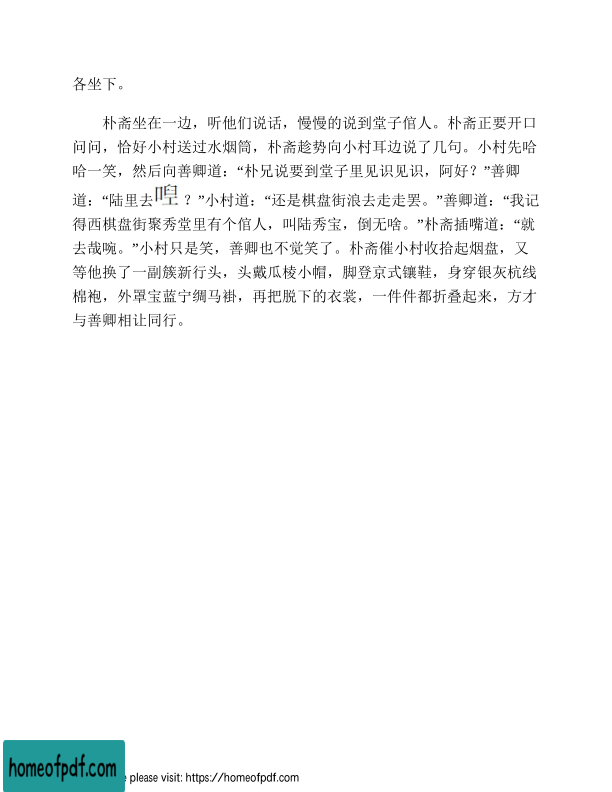 各坐下。
朴斋坐在一边，听他们说话，慢慢的说到堂子倌人。朴斋正要开口
问问，恰好小村送过水烟筒，朴斋趁势向小村耳边说了几句。小村先哈
哈一笑，然后向善卿道：“朴兄说要到堂子里见识见识，阿好？”善卿
道：“陆里去喤？”小村道：“还是棋盘街浪去走走罢。”善卿道：“我记
得西棋盘街聚秀堂里有个倌人，叫陆秀宝，倒无啥。”朴斋插嘴道：“就
去哉啘。”小村只是笑，善卿也不觉笑了。朴斋催小村收拾起烟盘，又
等他换了一副簇新行头，头戴瓜棱小帽，脚登京式镶鞋，身穿银灰杭线
棉袍，外罩宝蓝宁绸马褂，再把脱下的衣裳，一件件都折叠起来，方才
与善卿相让同行。
homeofpdf.com
e please visit: https://homeofpdf.com